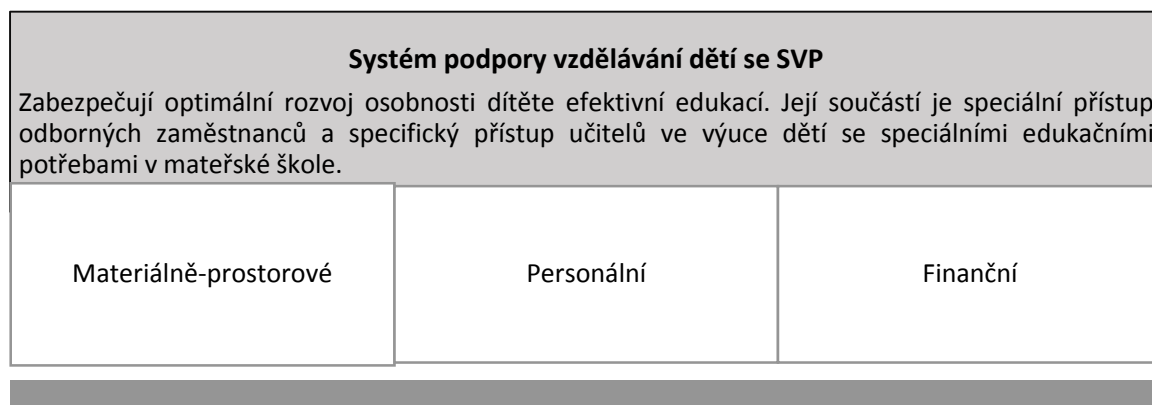 Systém podpory vzdělávání dětí se SVP
Zabezpečují optimální rozvoj osobnosti dítěte efektivní edukací. Její součástí je speciální přístup
odborných zaměstnanců a specifický přístup učitelů ve výuce dětí se speciálními edukačními
potřebami v mateřské škole.
Materiálně-prostorové
Personální
Finanční